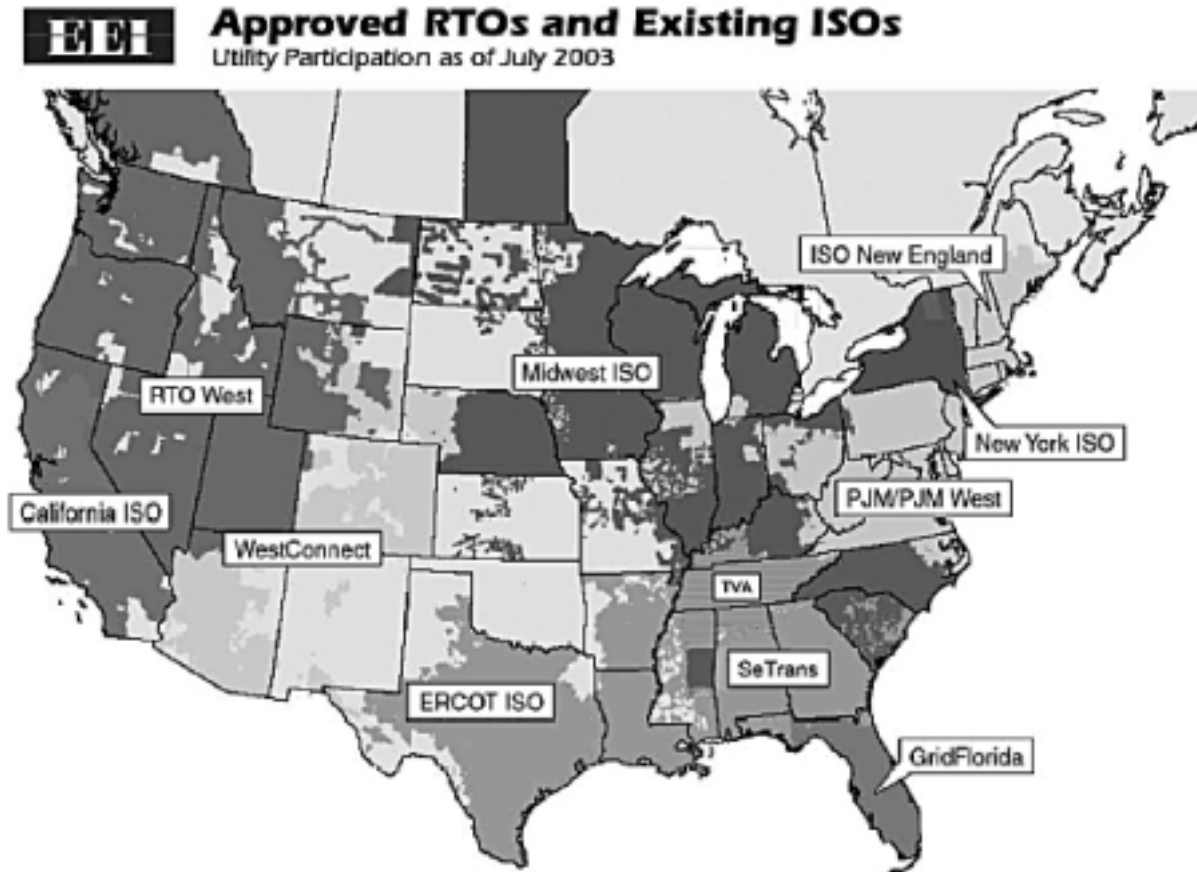 EEI
Approved RTOs and Existing ISOs
Utility Participation as of July 2003
ISO New England
Midwest ISO
RTO West
New York ISO
PJM/PJM West
California ISO
WestConnect
TVA
SeTrans
ERCOT ISO
GridFlorida